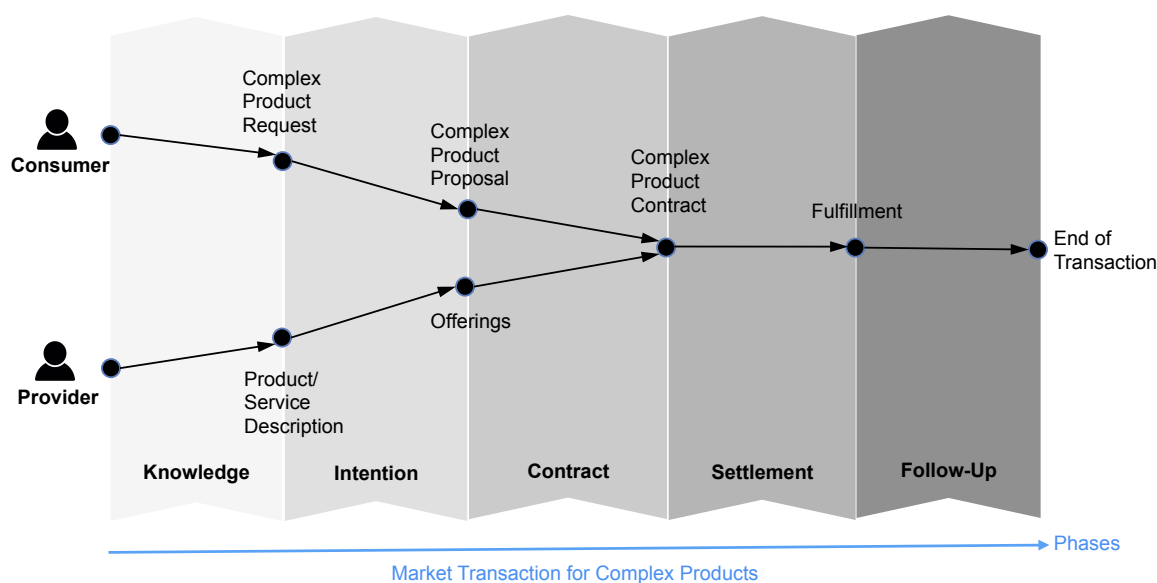 Complex
Product
Request
Consumer
Complex
Product
Proposal
Complex
Product
Contract
Fulfillment
End of
Transaction
Offerings
Provider
Product/
Service
Description
Knowledge
Intention
Contract
Settlement
Follow-Up
Phases
Market Transaction for Complex Products